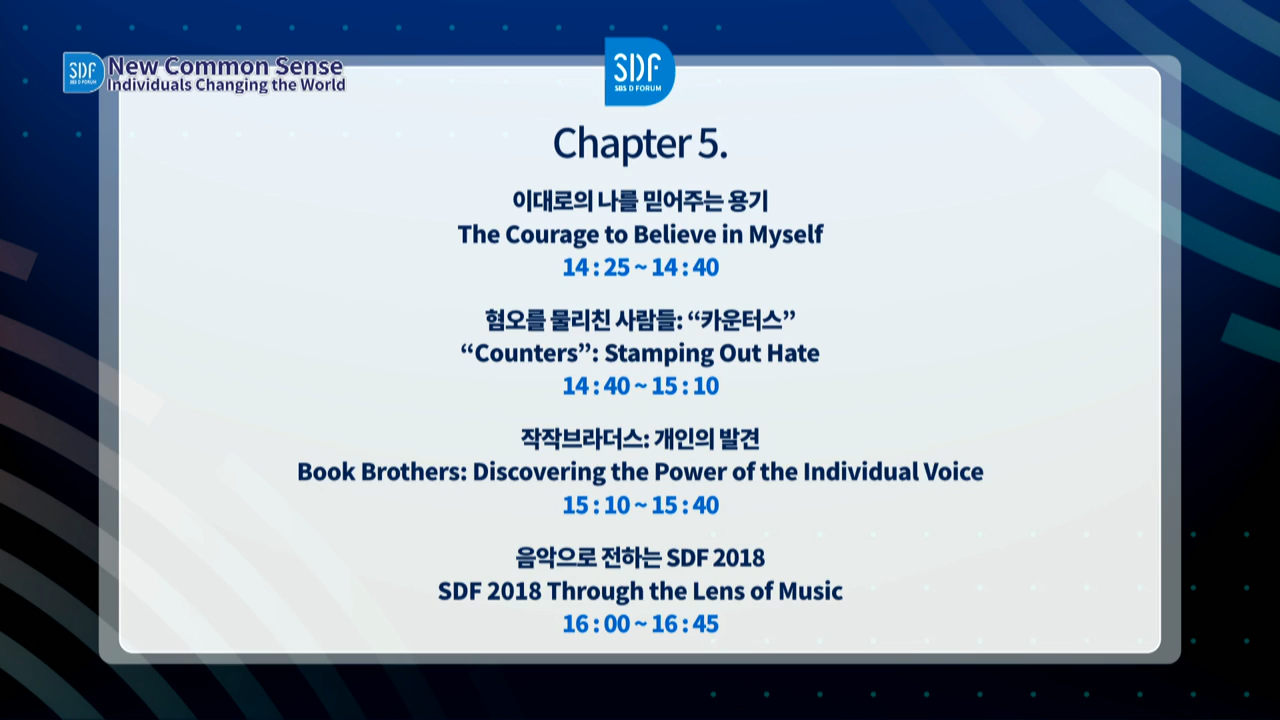 SDF
SBS D FORUM
New Common Sense
Individuals Changing the World
SDF
SBS D FORUM
Chapter 5.
이대로의 나를 믿어주는 용기
The Courage to Believe in Myself
14 : 25 ~ 14 : 40
혐오를 물리친 사람들: “카운터스”
“Counters”: Stamping Out Hate
14 : 40 ~ 15 : 10
작작브라더스: 개인의 발견
Book Brothers: Discovering the Power of the Individual Voice
15 : 10 ~ 15 : 40
음악으로 전하는 SDF 2018
SDF 2018 Through the Lens of Music
16 : 00 ~ 16 : 45